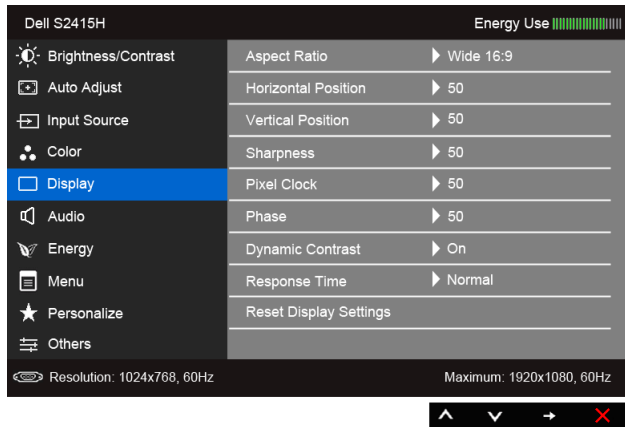 Dell S2415H Energy Use
Brightness/Contrast Aspect Ratio Wide 16:9
Auto Adjust Horizontal Position 50
Input Source Vertical Position 50
Color Sharpness 50
Display Pixel Clock 50
Audio Phase 50
Energy Dynamic Contrast On
Menu Response Time Normal
Personalize Reset Display Settings
Others
Resolution: 1024x768, 60Hz Maximum: 1920x1080, 60Hz